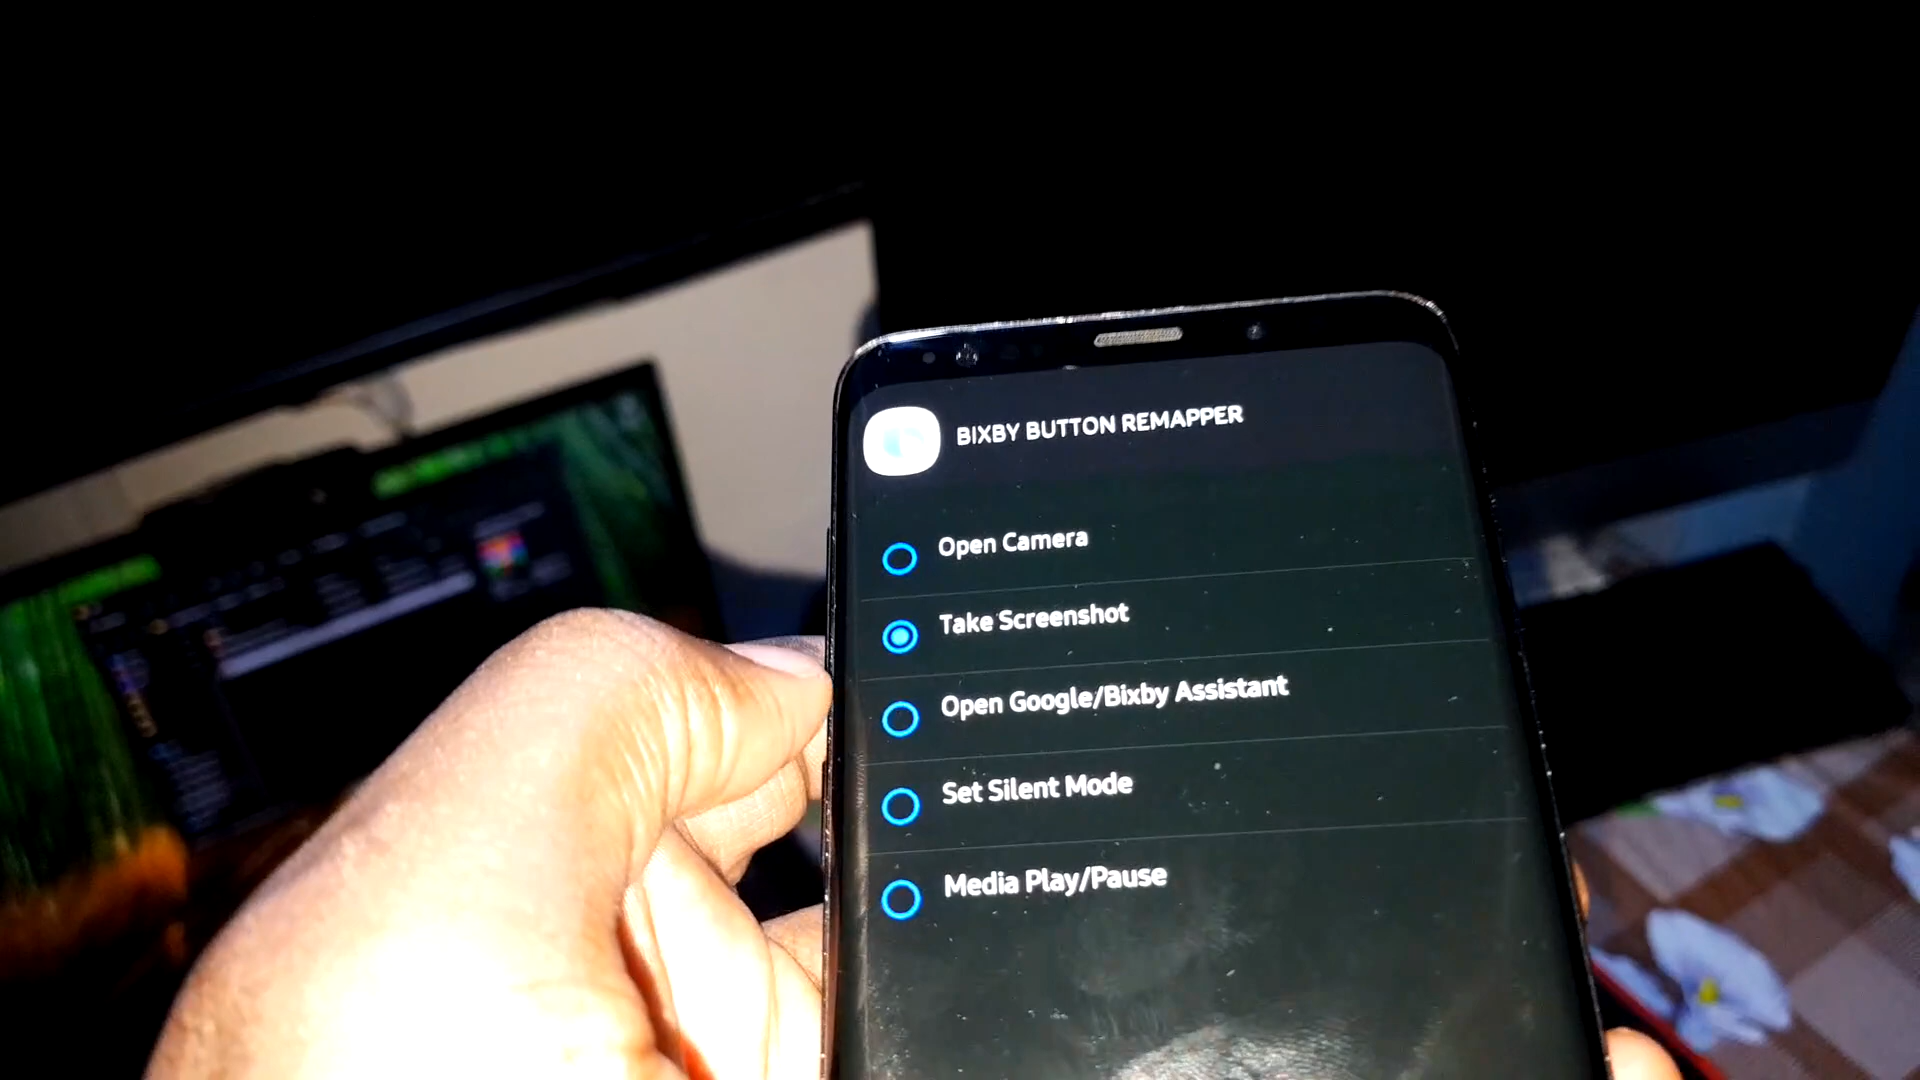 BIXBY BUTTON REMAPPER
Open Camera
Take Screenshot
Open Google/Bixby Assistant
Set Silent Mode
Media Play/Pause